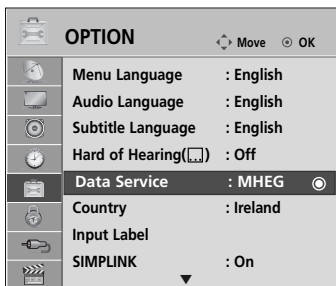 OPTION Move OK
Menu Language : English
Audio Language : English
Subtitle Language : English
Hard of Hearing( ) : Off
Data Service : MHEG
Country : Ireland
Input Label
SIMPLINK : On